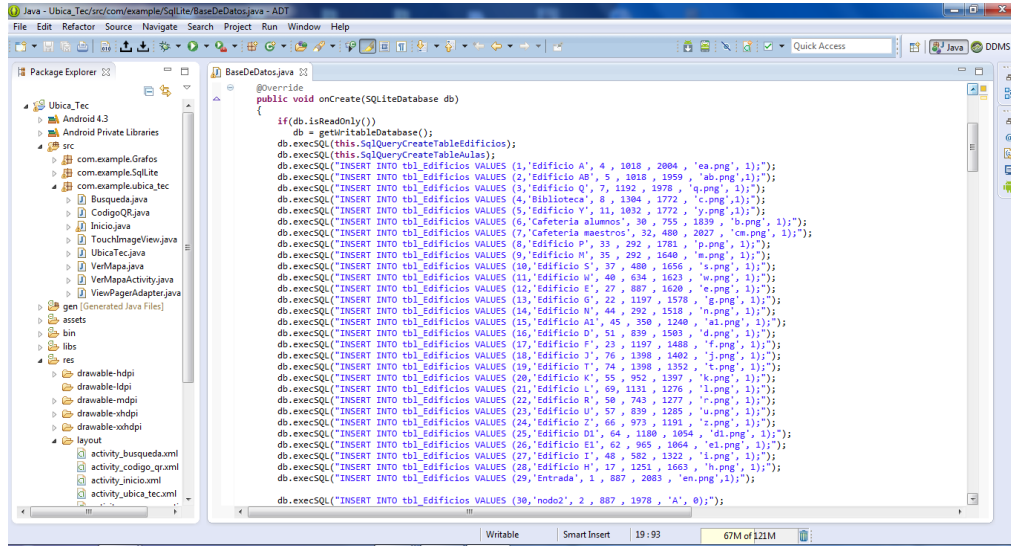 Java - Ubica_Tec/src/com/example/SqlLite/BaseDeDatos.java - ADT
File Edit Refactor Source Navigate Search Project Run Window Help
Quick Access
Java
DDMS
Package Explorer
Ubica_Tec
Android 4.3
Android Private Libraries
src
com.example.Grafos
com.example.SqlLite
com.example.ubica_tec
Busqueda.java
CodigoQR.java
Inicio.java
TouchImageView.java
UbicaTec.java
VerMapa.java
VerMapaActivity.java
ViewPagerAdapter.java
gen [Generated Java Files]
assets
bin
libs
res
drawable-hdpi
drawable-ldpi
drawable-mdpi
drawable-xhdpi
drawable-xxhdpi
layout
activity_busqueda.xml
activity_codigo_qr.xml
activity_inicio.xml
activity_ubica_tec.xml
BaseDeDatos.java
@Override
public void onCreate(SQLiteDatabase db)
{
if(db.isReadOnly())
db = getWritableDatabase();
db.execSQL(this.SqlQueryCreateTableEdificios);
db.execSQL(this.SqlQueryCreateTableAulas);
db.execSQL("INSERT INTO tbl_Edificios VALUES (1,'Edificio A', 4 , 1018 , 2004 , 'ea.png', 1);");
db.execSQL("INSERT INTO tbl_Edificios VALUES (2,'Edificio AB', 5 , 1018 , 1959 , 'ab.png', 1);");
db.execSQL("INSERT INTO tbl_Edificios VALUES (3,'Edificio Q', 7, 1192 , 1978 , 'q.png', 1);");
db.execSQL("INSERT INTO tbl_Edificios VALUES (4,'Biblioteca', 8 , 1304 , 1772 , 'c.png',1);");
db.execSQL("INSERT INTO tbl_Edificios VALUES (5,'Edificio Y', 11, 1032 , 1772 , 'y.png',1);");
db.execSQL("INSERT INTO tbl_Edificios VALUES (6,'Cafeteria alumnos', 30 , 755 , 1839 , 'b.png', 1);");
db.execSQL("INSERT INTO tbl_Edificios VALUES (7,'Cafeteria maestros', 32, 480 , 2027 , 'cm.png', 1);");
db.execSQL("INSERT INTO tbl_Edificios VALUES (8,'Edificio P', 33 , 292 , 1781 , 'p.png', 1);");
db.execSQL("INSERT INTO tbl_Edificios VALUES (9,'Edificio M', 35 , 292 , 1640 , 'm.png', 1);");
db.execSQL("INSERT INTO tbl_Edificios VALUES (10,'Edificio S', 37 , 480 , 1656 , 's.png', 1);");
db.execSQL("INSERT INTO tbl_Edificios VALUES (11,'Edificio W', 40 , 634 , 1623 , 'w.png', 1);");
db.execSQL("INSERT INTO tbl_Edificios VALUES (12,'Edificio E', 27 , 887 , 1620 , 'e.png', 1);");
db.execSQL("INSERT INTO tbl_Edificios VALUES (13,'Edificio G', 22 , 1197 , 1578 , 'g.png', 1);");
db.execSQL("INSERT INTO tbl_Edificios VALUES (14,'Edificio N', 44 , 292 , 1518 , 'n.png', 1);");
db.execSQL("INSERT INTO tbl_Edificios VALUES (15,'Edificio A1', 45 , 350 , 1240 , 'a1.png', 1);");
db.execSQL("INSERT INTO tbl_Edificios VALUES (16,'Edificio D', 51 , 839 , 1503 , 'd.png', 1);");
db.execSQL("INSERT INTO tbl_Edificios VALUES (17,'Edificio F', 23 , 1197 , 1488 , 'f.png', 1);");
db.execSQL("INSERT INTO tbl_Edificios VALUES (18,'Edificio J', 76 , 1398 , 1402 , 'j.png', 1);");
db.execSQL("INSERT INTO tbl_Edificios VALUES (19,'Edificio T', 74 , 1398 , 1352 , 't.png', 1);");
db.execSQL("INSERT INTO tbl_Edificios VALUES (20,'Edificio K', 55 , 952 , 1397 , 'k.png', 1);");
db.execSQL("INSERT INTO tbl_Edificios VALUES (21,'Edificio L', 69, 1131 , 1276 , 'l.png', 1);");
db.execSQL("INSERT INTO tbl_Edificios VALUES (22,'Edificio R', 50 , 743 , 1277 , 'r.png', 1);");
db.execSQL("INSERT INTO tbl_Edificios VALUES (23,'Edificio U', 57 , 839 , 1285 , 'u.png', 1);");
db.execSQL("INSERT INTO tbl_Edificios VALUES (24,'Edificio Z', 66 , 973 , 1191 , 'z.png', 1);");
db.execSQL("INSERT INTO tbl_Edificios VALUES (25,'Edificio D1', 64 , 1180 , 1054 , 'd1.png', 1);");
db.execSQL("INSERT INTO tbl_Edificios VALUES (26,'Edificio E1', 62 , 965 , 1064 , 'e1.png', 1);");
db.execSQL("INSERT INTO tbl_Edificios VALUES (27,'Edificio I', 48 , 582 , 1322 , 'i.png', 1);");
db.execSQL("INSERT INTO tbl_Edificios VALUES (28,'Edificio H', 17 , 1251 , 1663 , 'h.png', 1);");
db.execSQL("INSERT INTO tbl_Edificios VALUES (29,'Entrada', 1 , 887 , 2083 , 'en.png',1);");
db.execSQL("INSERT INTO tbl_Edificios VALUES (30,'nodo2', 2 , 887 , 1978 , 'A', 0);");
Writable
Smart Insert
19 : 93
67M of 121M